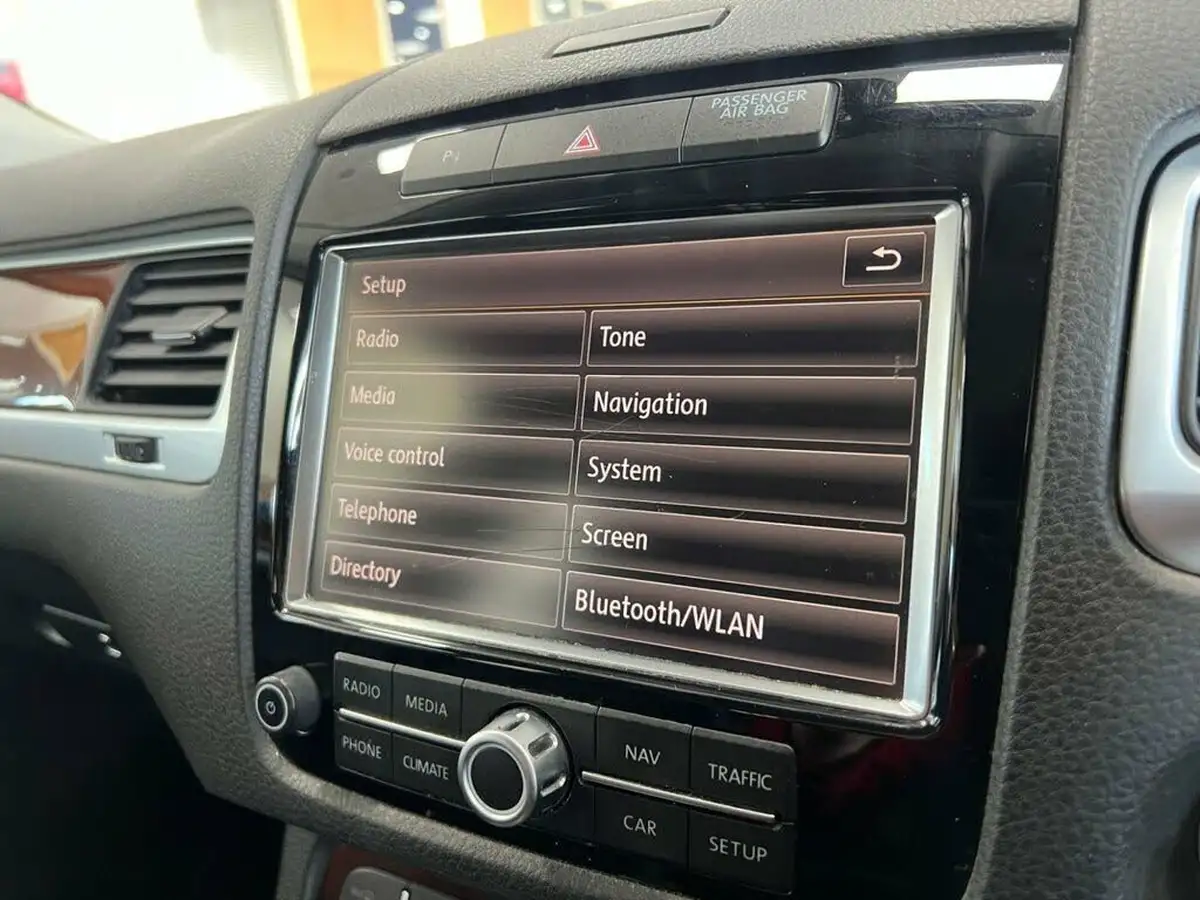 PASSENGER
AIR BAG
Setup
Radio
Tone
Media
Navigation
Voice control
System
Telephone
Screen
Directory
Bluetooth/WLAN
RADIO
MEDIA
NAV
TRAFFIC
PHONE
CLIMATE
CAR
SETUP